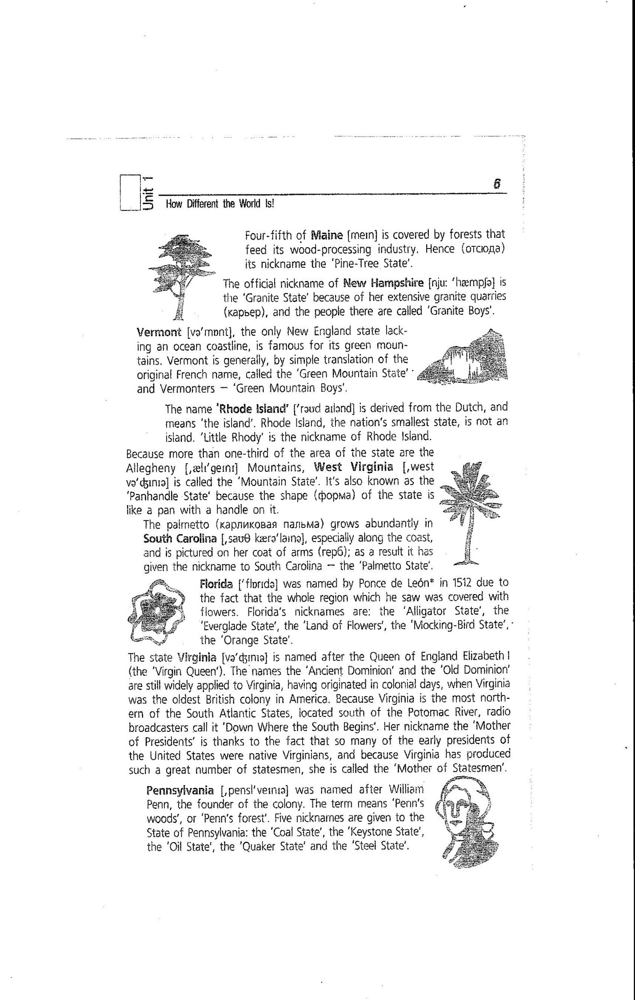 6
Unit 1
How Different the World Is!
Four-fifth of Maine [meɪn] is covered by forests that
feed its wood-processing industry. Hence (отсюда)
its nickname the 'Pine-Tree State'.
The official nickname of New Hampshire [nju: 'hæmpʃə] is
the 'Granite State' because of her extensive granite quarries
(карьер), and the people there are called 'Granite Boys'.
Vermont [və'mɒnt], the only New England state lack-
ing an ocean coastline, is famous for its green moun-
tains. Vermont is generally, by simple translation of the
original French name, called the 'Green Mountain State'
and Vermonters — 'Green Mountain Boys'.
The name 'Rhode Island' ['rəʊd aɪlənd] is derived from the Dutch, and
means 'the island'. Rhode Island, the nation's smallest state, is not an
island. 'Little Rhody' is the nickname of Rhode Island.
Because more than one-third of the area of the state are the
Allegheny [ˌælɪ'geɪnɪ] Mountains, West Virginia [ˌwest
və'ʤɪnɪə] is called the 'Mountain State'. It's also known as the
'Panhandle State' because the shape (форма) of the state is
like a pan with a handle on it.
The palmetto (карликовая пальма) grows abundantly in
South Carolina [ˌsaʊθ kærə'laɪnə], especially along the coast,
and is pictured on her coat of arms (герб); as a result it has
given the nickname to South Carolina — the 'Palmetto State'.
Florida ['flɒrɪdə] was named by Ponce de León* in 1512 due to
the fact that the whole region which he saw was covered with
flowers. Florida's nicknames are: the 'Alligator State', the
'Everglade State', the 'Land of Flowers', the 'Mocking-Bird State',
the 'Orange State'.
The state Virginia [və'ʤɪnɪə] is named after the Queen of England Elizabeth I
(the 'Virgin Queen'). The names the 'Ancient Dominion' and the 'Old Dominion'
are still widely applied to Virginia, having originated in colonial days, when Virginia
was the oldest British colony in America. Because Virginia is the most north-
ern of the South Atlantic States, located south of the Potomac River, radio
broadcasters call it 'Down Where the South Begins'. Her nickname the 'Mother
of Presidents' is thanks to the fact that so many of the early presidents of
the United States were native Virginians, and because Virginia has produced
such a great number of statesmen, she is called the 'Mother of Statesmen'.
Pennsylvania [ˌpensl'veɪnɪə] was named after William
Penn, the founder of the colony. The term means 'Penn's
woods', or 'Penn's forest'. Five nicknames are given to the
State of Pennsylvania: the 'Coal State', the 'Keystone State',
the 'Oil State', the 'Quaker State' and the 'Steel State'.